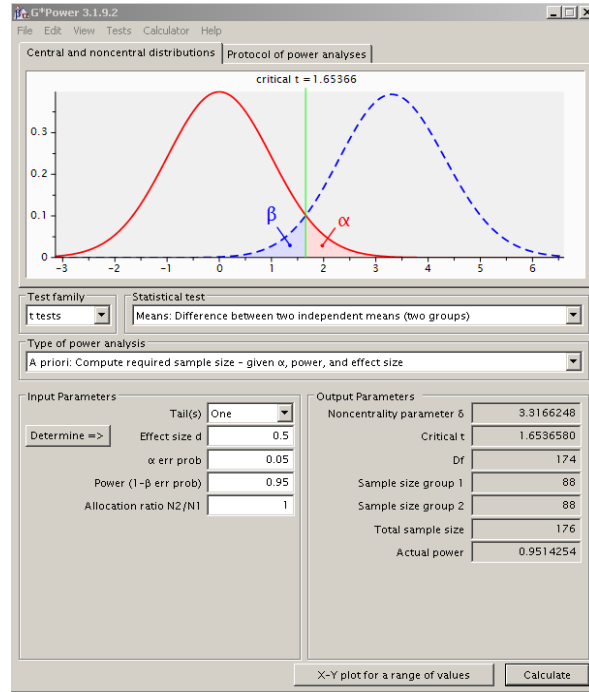 G*Power 3.1.9.2
File Edit View Tests Calculator Help
Central and noncentral distributions Protocol of power analyses
critical t = 1.65366
0.3
0.2
0.1
0
β α
-3 -2 -1 0 1 2 3 4 5 6
Test family Statistical test
t tests Means: Difference between two independent means (two groups)
Type of power analysis
A priori: Compute required sample size – given α, power, and effect size
Input Parameters Output Parameters
Tail(s) One Noncentrality parameter δ 3.3166248
Determine => Effect size d 0.5 Critical t 1.6536580
α err prob 0.05 Df 174
Power (1-β err prob) 0.95 Sample size group 1 88
Allocation ratio N2/N1 1 Sample size group 2 88
Total sample size 176
Actual power 0.9514254
X-Y plot for a range of values Calculate